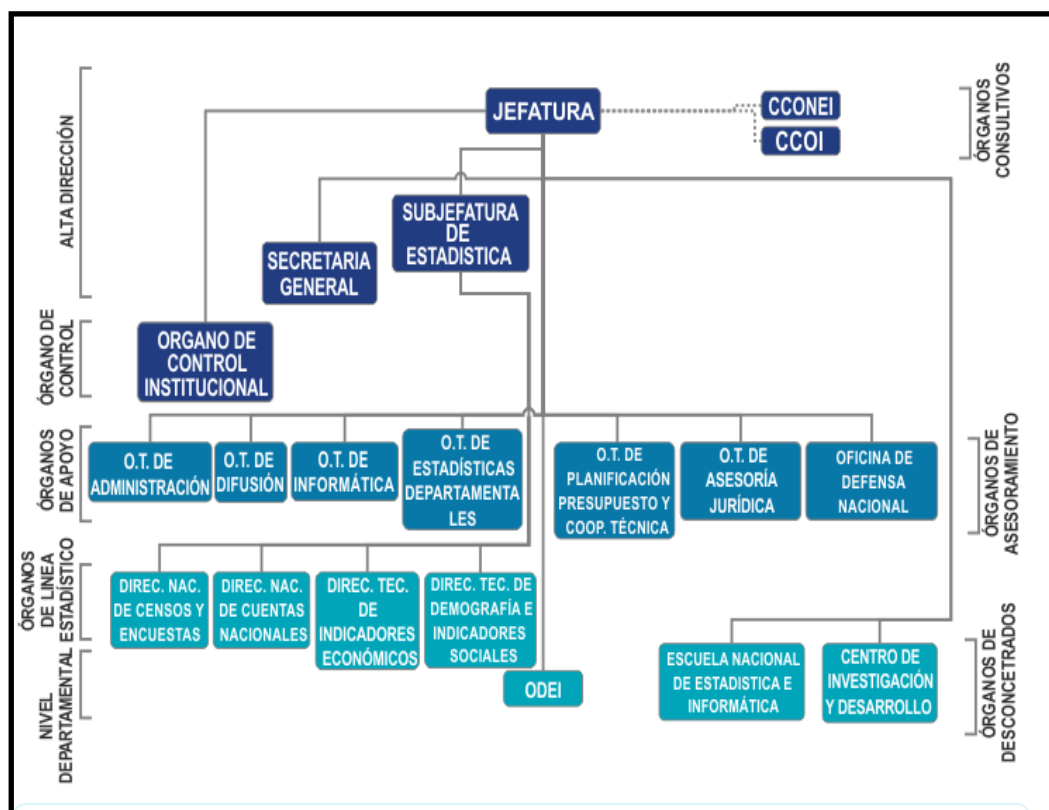 JEFATURA
CCONEI
CCOI
ÓRGANOS
CONSULTIVOS
ALTA DIRECCIÓN
SUBJEFATURA
DE
ESTADISTICA
SECRETARIA
GENERAL
ÓRGANO DE
CONTROL
ORGANO DE
CONTROL
INSTITUCIONAL
ÓRGANOS
DE APOYO
O.T. DE
ADMINISTRACIÓN
O.T. DE
DIFUSIÓN
O.T. DE
INFORMÁTICA
O.T. DE
ESTADÍSTICAS
DEPARTAMENTA
LES
O.T. DE
PLANIFICACIÓN
PRESUPUESTO Y
COOP. TÉCNICA
O.T. DE
ASESORÍA
JURÍDICA
OFICINA DE
DEFENSA
NACIONAL
ÓRGANOS DE
ASESORAMIENTO
ÓRGANOS
DE LINEA
ESTADÍSTICO
DIREC. NAC.
DE CENSOS Y
ENCUESTAS
DIREC. NAC.
DE CUENTAS
NACIONALES
DIREC. TEC.
DE
INDICADORES
ECONÓMICOS
DIREC. TEC. DE
DEMOGRAFÍA E
INDICADORES
SOCIALES
NIVEL
DEPARTAMENTAL
ODEI
ESCUELA NACIONAL
DE ESTADISTICA E
INFORMÁTICA
CENTRO DE
INVESTIGACIÓN
Y DESARROLLO
ÓRGANOS DE
DESCONCETRADOS